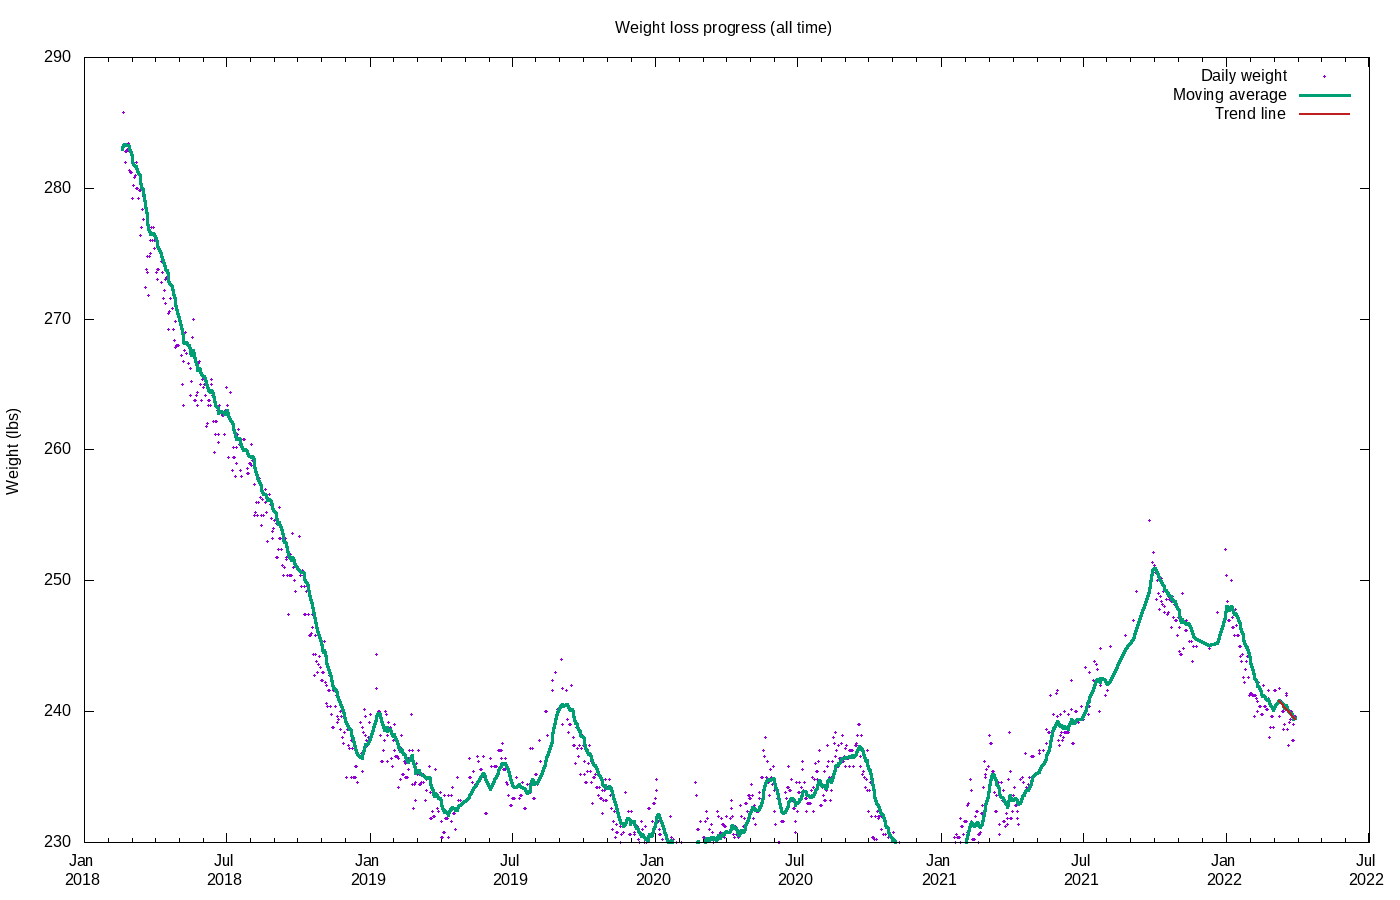 Weight loss progress (all time)
Daily weight
Moving average
Trend line
Weight (lbs)
290
280
270
260
250
240
230
Jan Jul Jan Jul Jan Jul Jan Jul Jan Jul
2018 2018 2019 2019 2020 2020 2021 2021 2022 2022